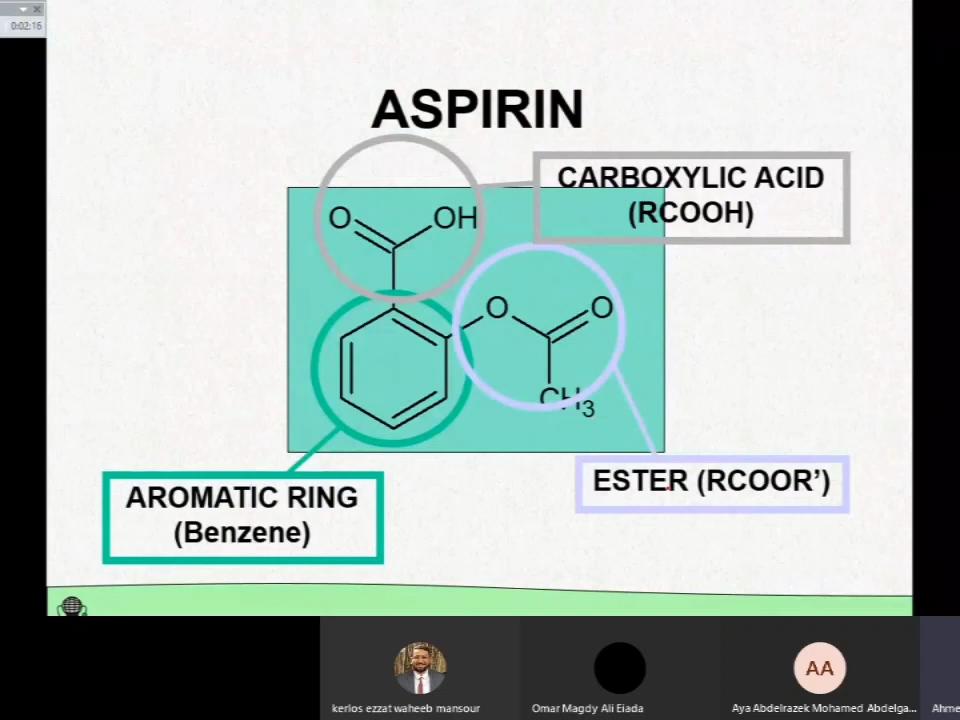 0:02:16
ASPIRIN
CARBOXYLIC ACID
(RCOOH)
O
OH
O
O
CH3
ESTER (RCOOR’)
AROMATIC RING
(Benzene)
AA
kerlos ezzat waheeb mansour
Omar Magdy Ali Eiada
Aya Abdelrazek Mohamed Abdelga...
Ahme